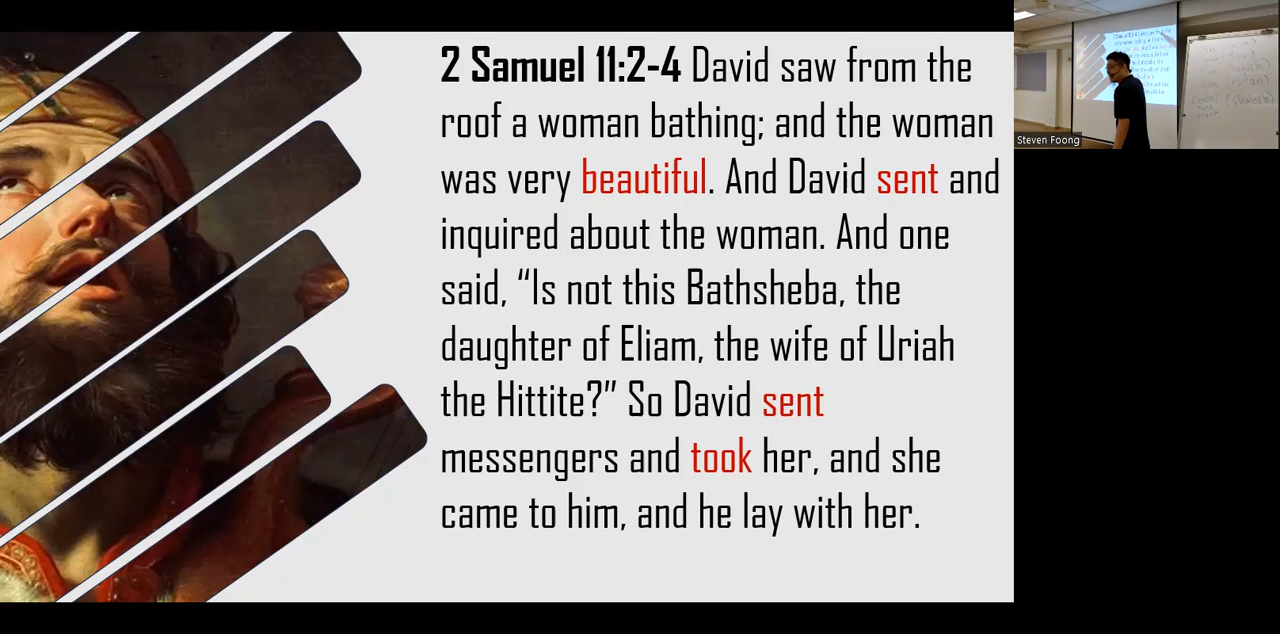 2 Samuel 11:2-4 David saw from the
roof a woman bathing; and the woman
was very beautiful. And David sent and
inquired about the woman. And one
said, “Is not this Bathsheba, the
daughter of Eliam, the wife of Uriah
the Hittite?” So David sent
messengers and took her, and she
came to him, and he lay with her.
Steven Foong